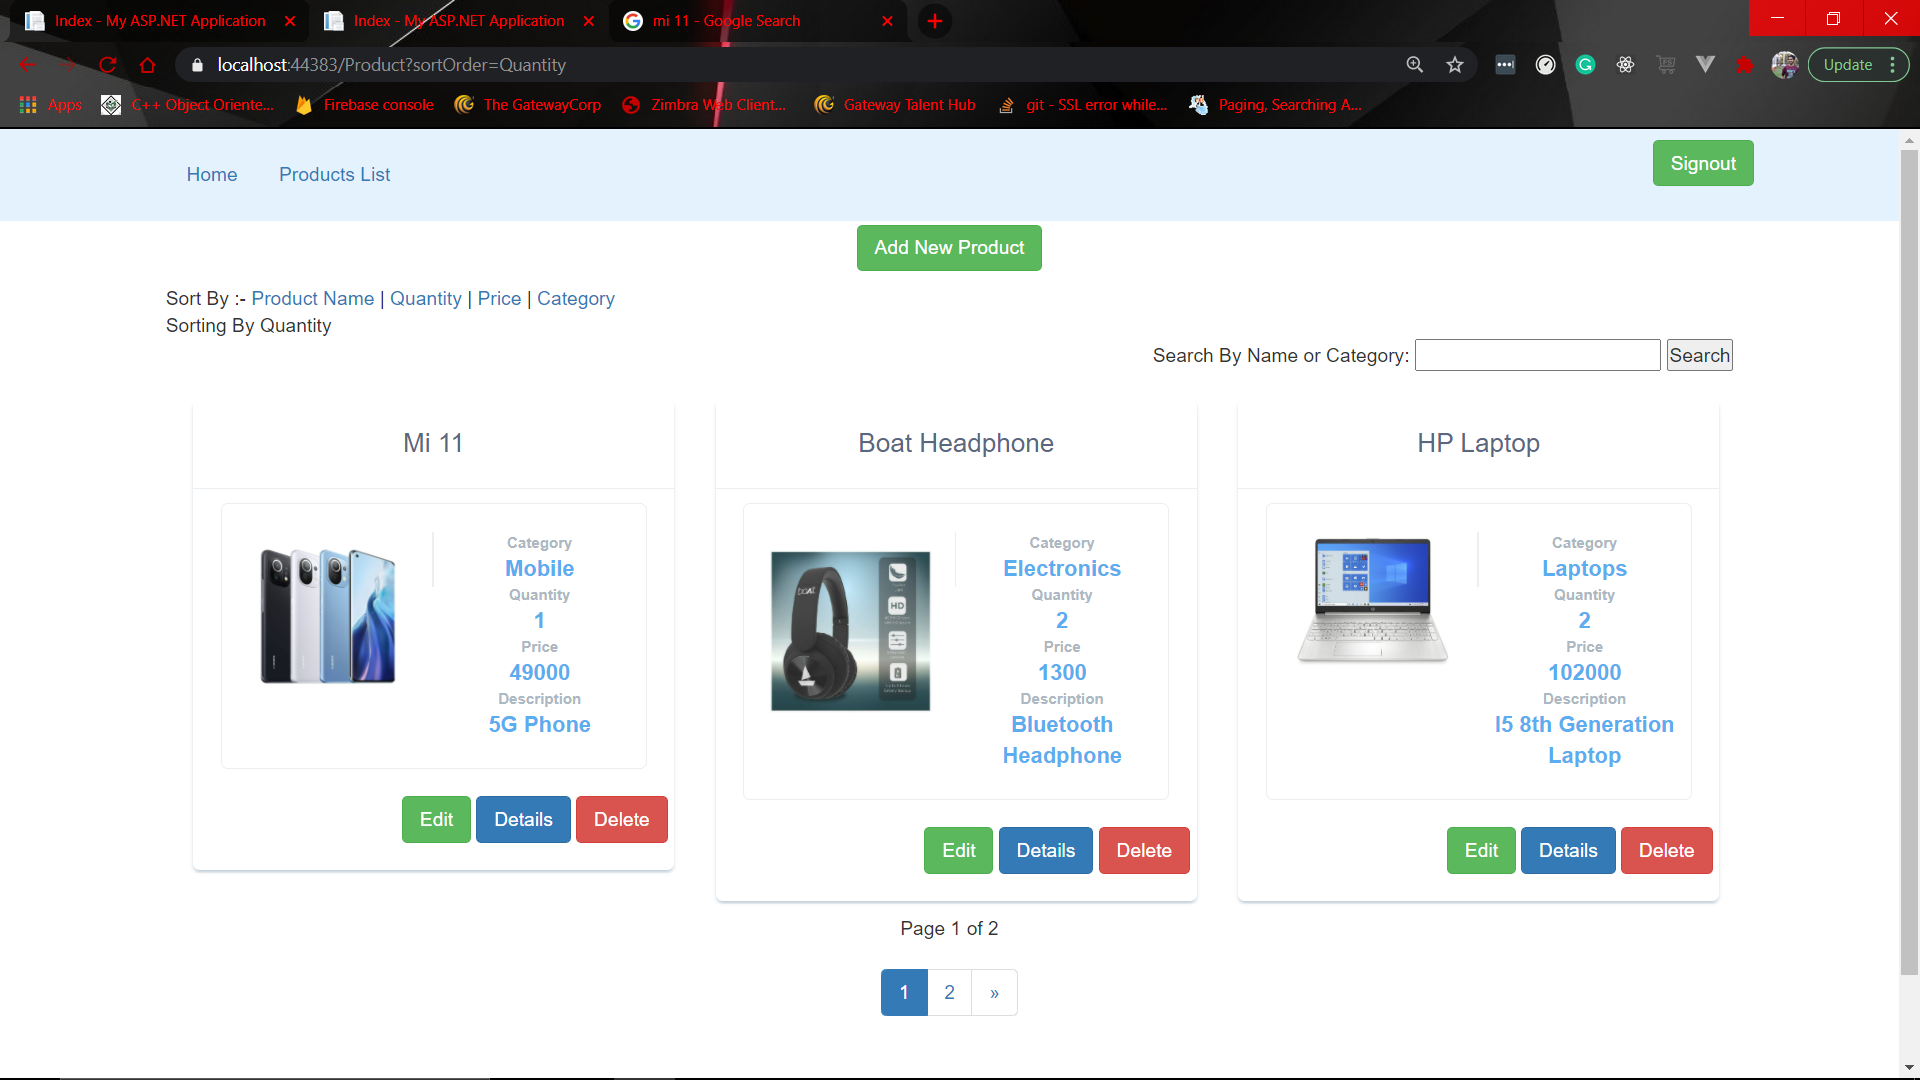 Index - My ASP.NET Application
Index - My ASP.NET Application
mi 11 - Google Search
localhost:44383/Product?sortOrder=Quantity
Update
Apps
C++ Object Oriente...
Firebase console
The GatewayCorp
Zimbra Web Client...
Gateway Talent Hub
git - SSL error while...
Paging, Searching A...
Home
Products List
Signout
Add New Product
Sort By :- Product Name | Quantity | Price | Category
Sorting By Quantity
Search By Name or Category:
Search
Mi 11
Category
Mobile
Quantity
1
Price
49000
Description
5G Phone
Edit Details Delete
Boat Headphone
boAt
HD
Category
Electronics
Quantity
2
Price
1300
Description
Bluetooth
Headphone
Edit Details Delete
HP Laptop
Category
Laptops
Quantity
2
Price
102000
Description
I5 8th Generation
Laptop
Edit Details Delete
Page 1 of 2
1 2 »